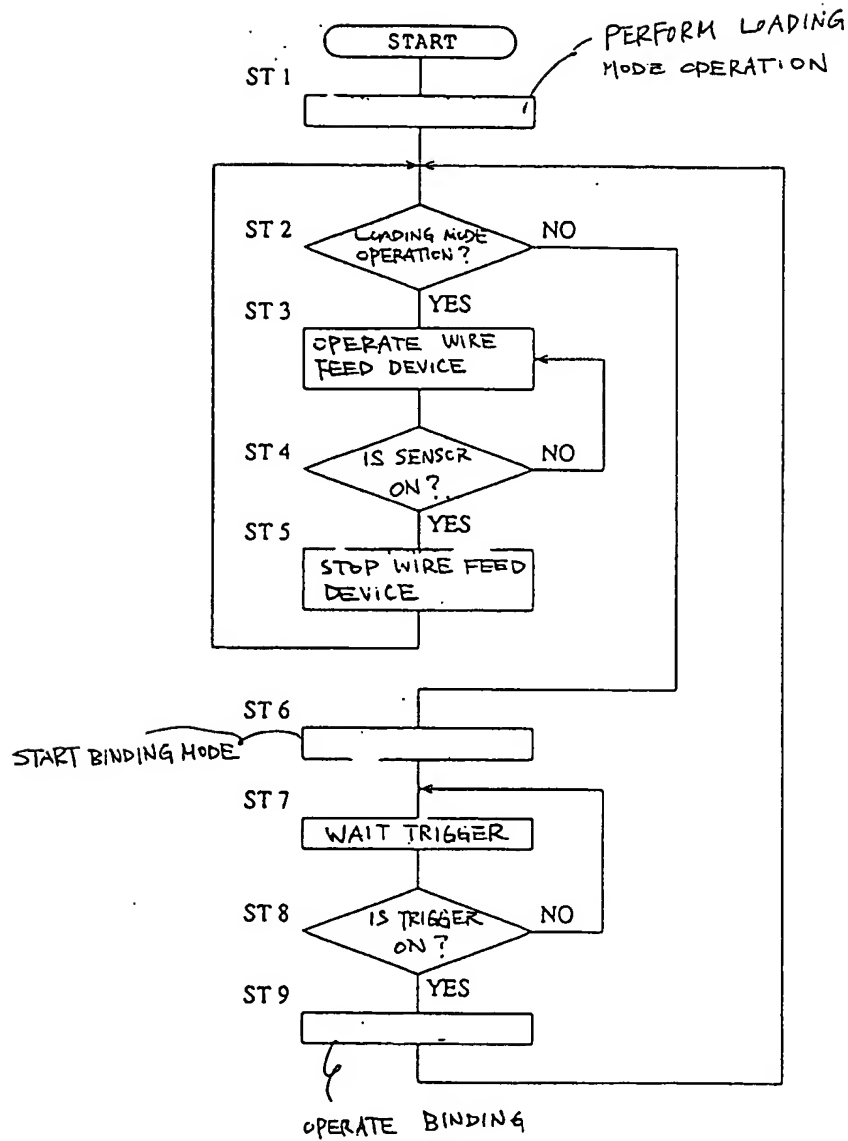 START
PERFORM LOADING
MODE OPERATION
ST 1
ST 2
LOADING MODE
OPERATION?
NO
YES
ST 3
OPERATE WIRE
FEED DEVICE
ST 4
IS SENSOR
ON?
NO
YES
ST 5
STOP WIRE FEED
DEVICE
ST 6
START BINDING MODE
ST 7
WAIT TRIGGER
ST 8
IS TRIGGER
ON?
NO
YES
ST 9
OPERATE BINDING